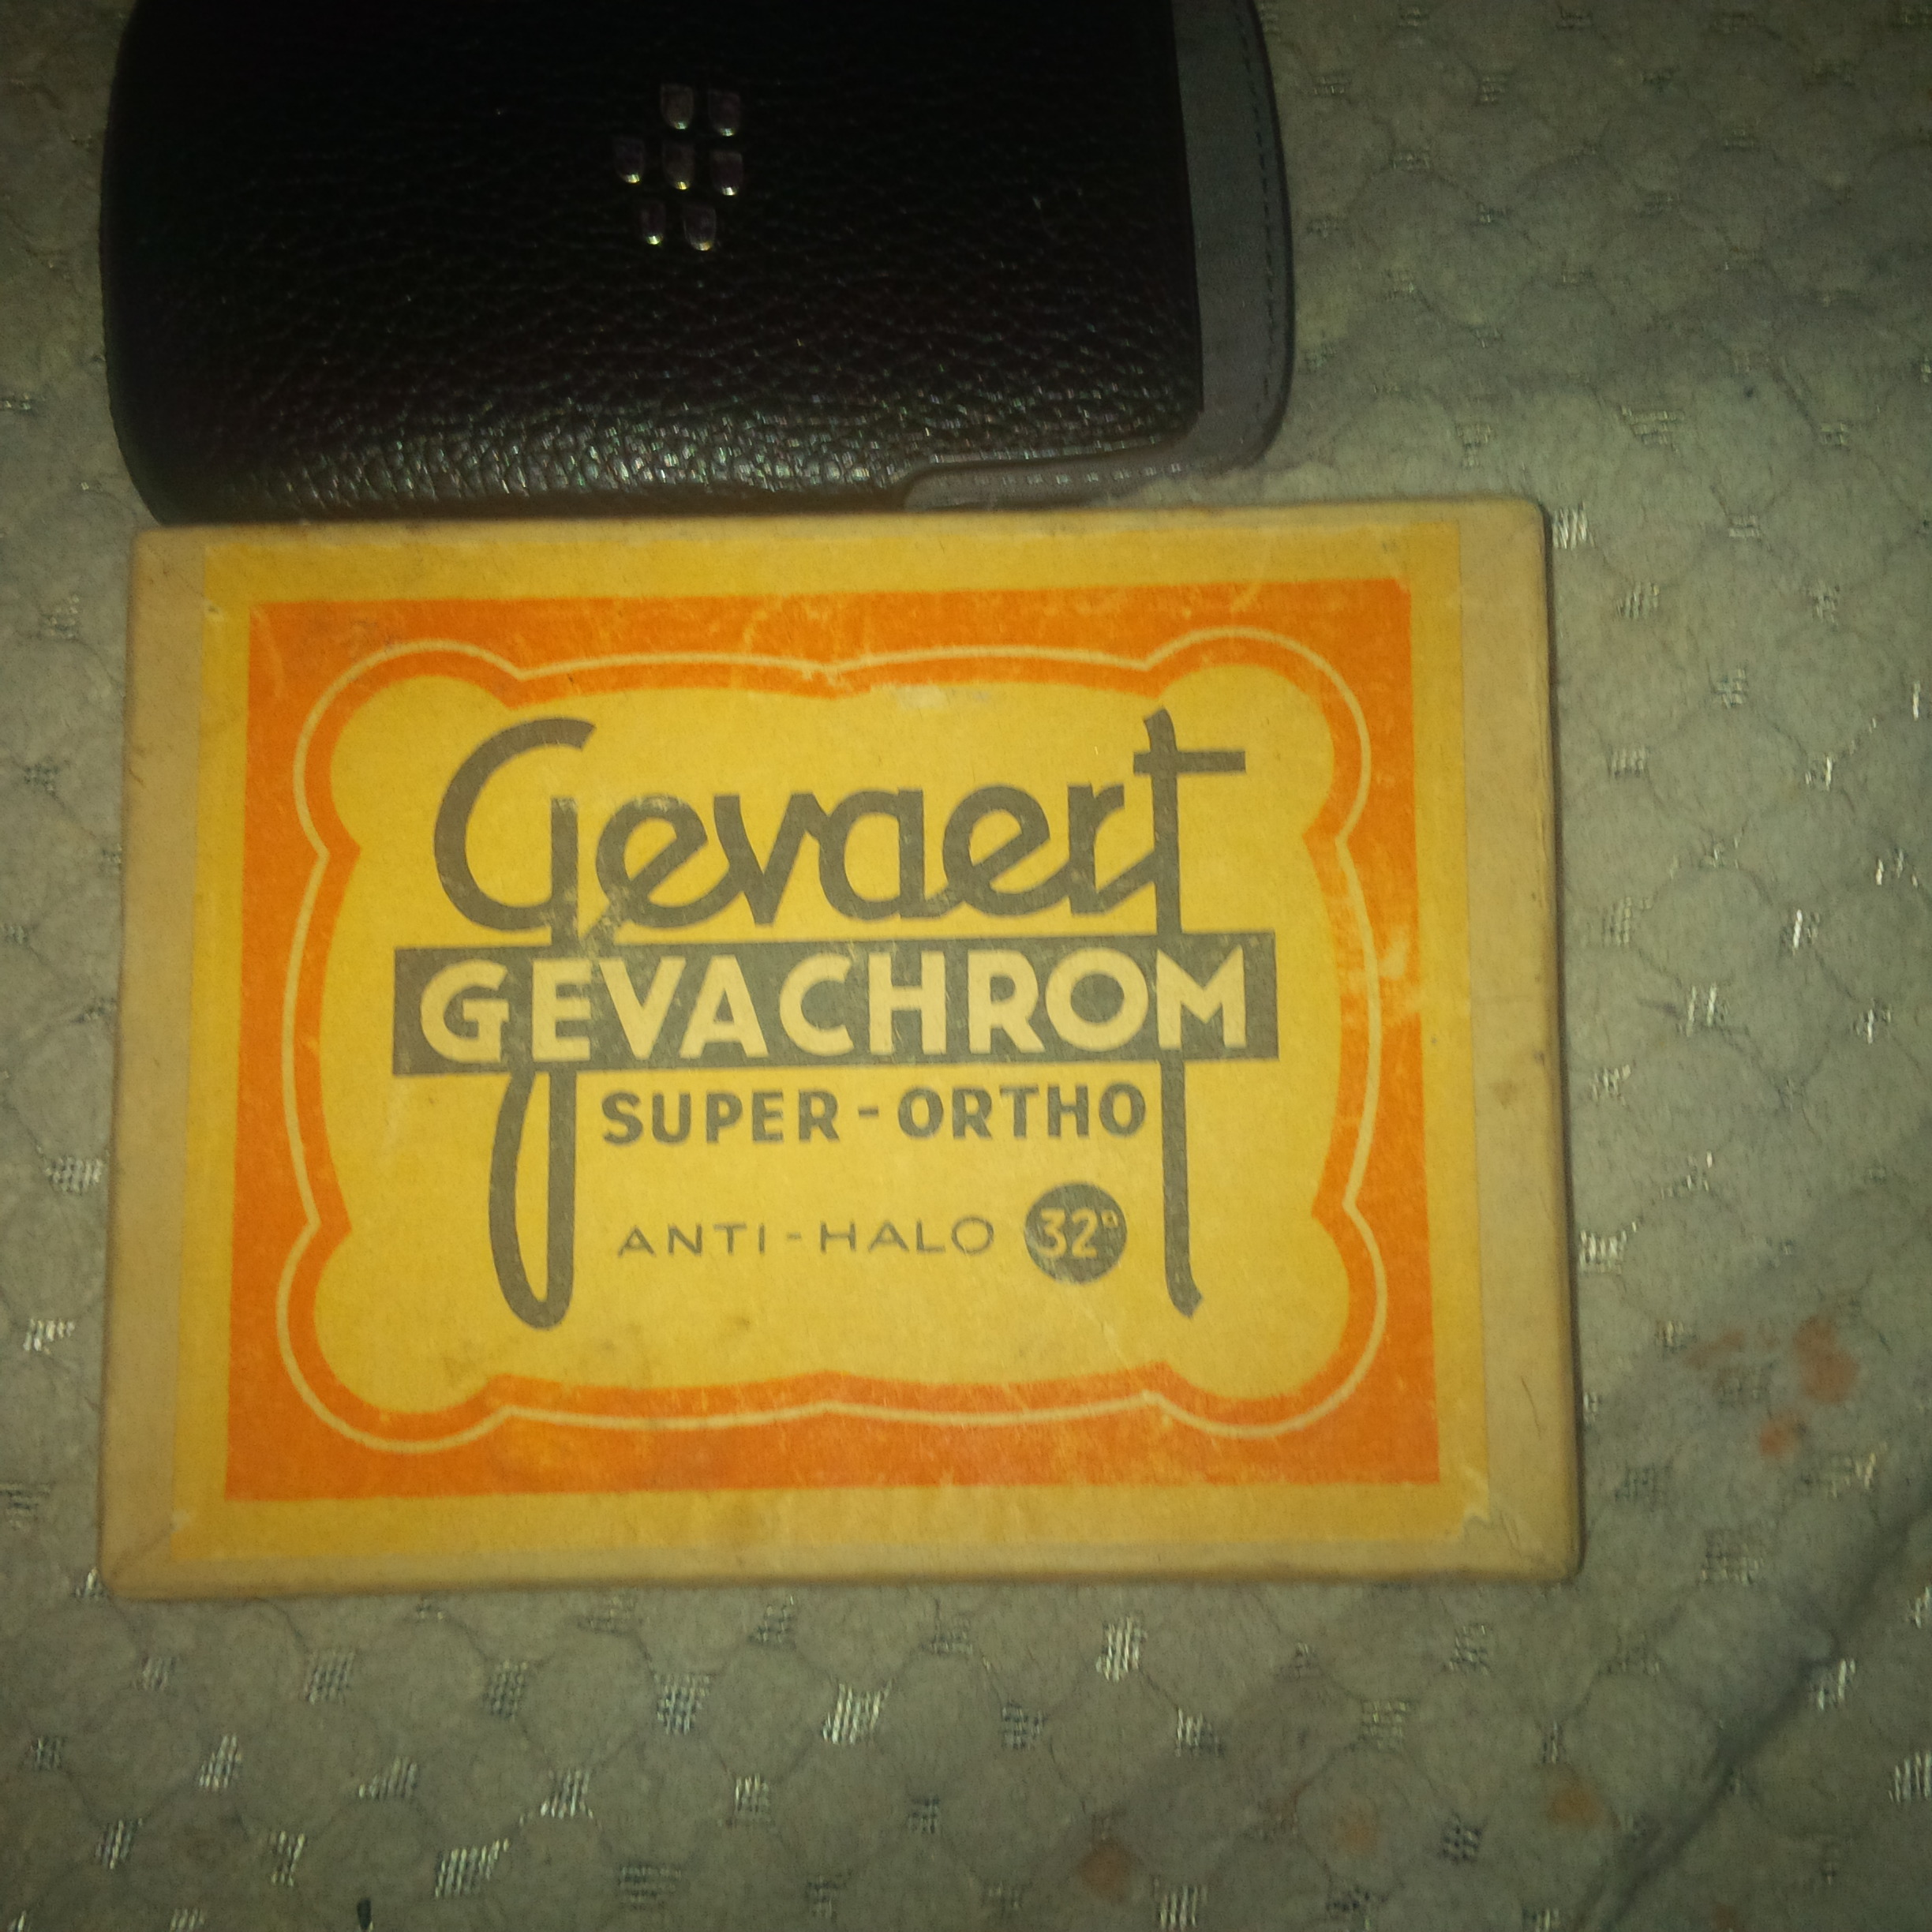 Gevaert
GEVACHROM
SUPER-ORTHO
ANTI-HALO 32°